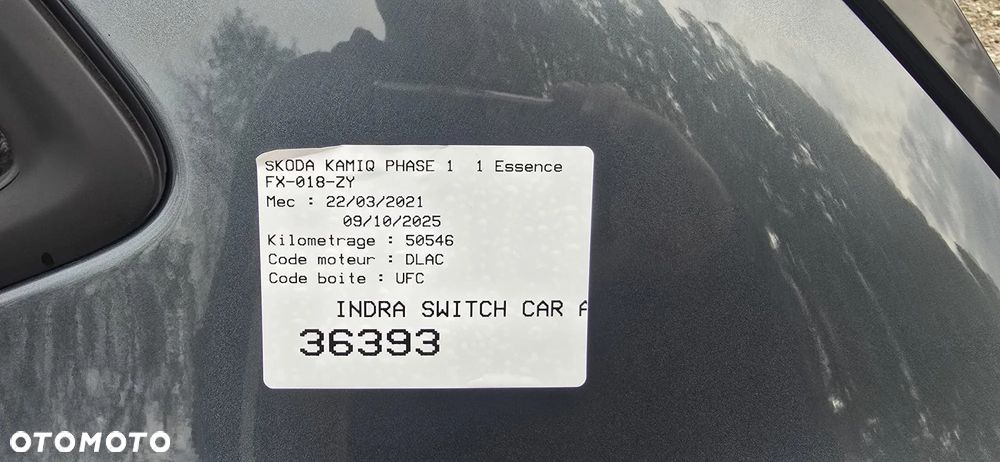 SKODA KAMIQ PHASE 1 1 Essence
FX-018-ZY
Mec : 22/03/2021
09/10/2025
Kilometrage : 50546
Code moteur : DLAC
Code boite : UFC
INDRA SWITCH CAR A
36393
OTOMOTO